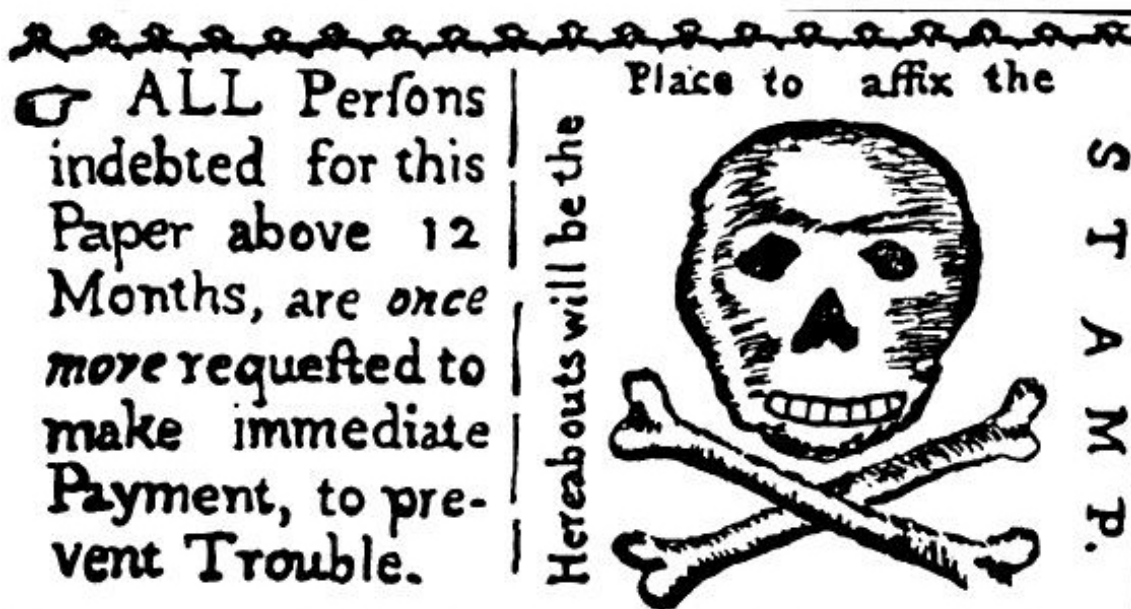 ☞ ALL Perſons
indebted for this
Paper above 12
Months, are once
more requeſted to
make immediate
Payment, to pre-
vent Trouble.
Hereabouts will be the
Place to affix the
STAMP.